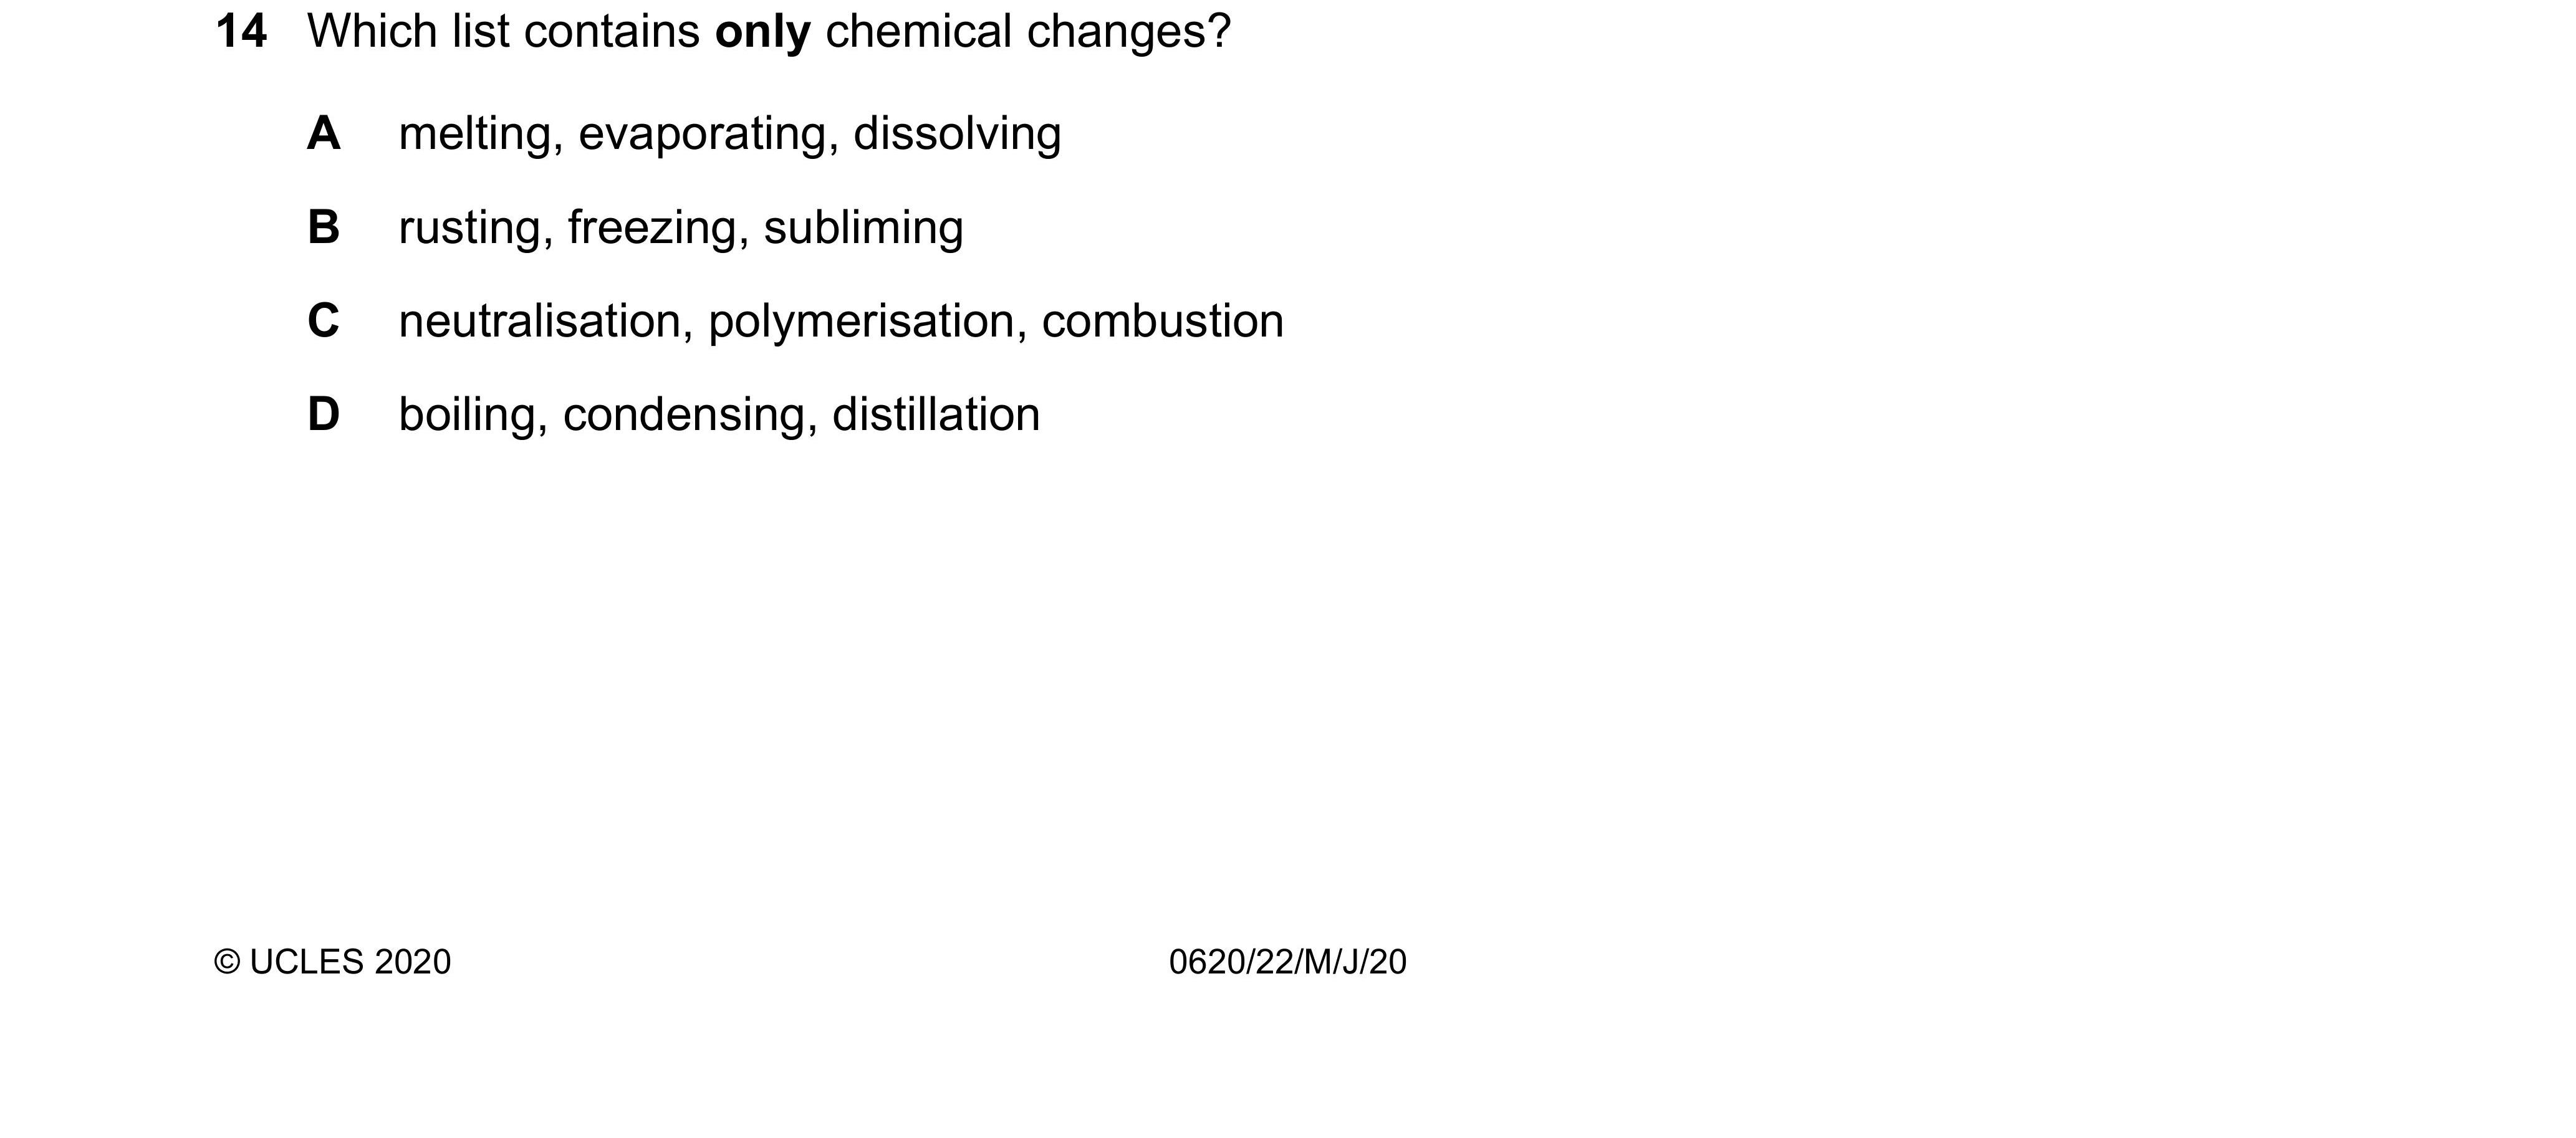 14 Which list contains only chemical changes?
A melting, evaporating, dissolving
B rusting, freezing, subliming
C neutralisation, polymerisation, combustion
D boiling, condensing, distillation
© UCLES 2020 0620/22/M/J/20